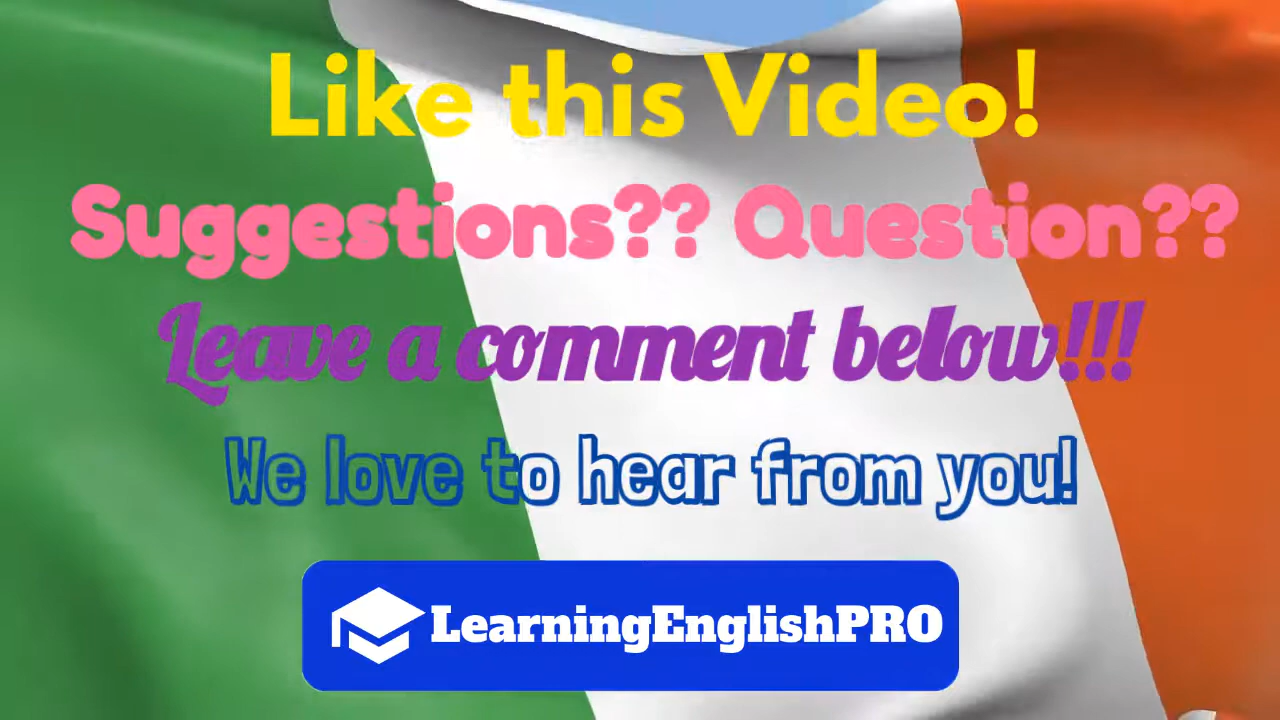 Like this Video!
Suggestions?? Question??
Leave a comment below!!!
We love to hear from you!
LearningEnglishPRO